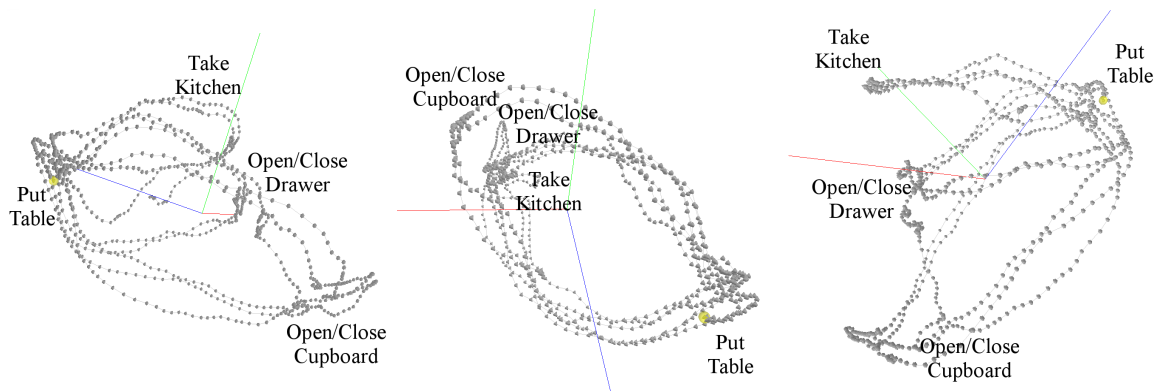 Take
Kitchen
Open/Close
Drawer
Put
Table
Open/Close
Cupboard
Open/Close
Cupboard
Open/Close
Drawer
Take
Kitchen
Put
Table
Take
Kitchen
Put
Table
Open/Close
Drawer
Open/Close
Cupboard